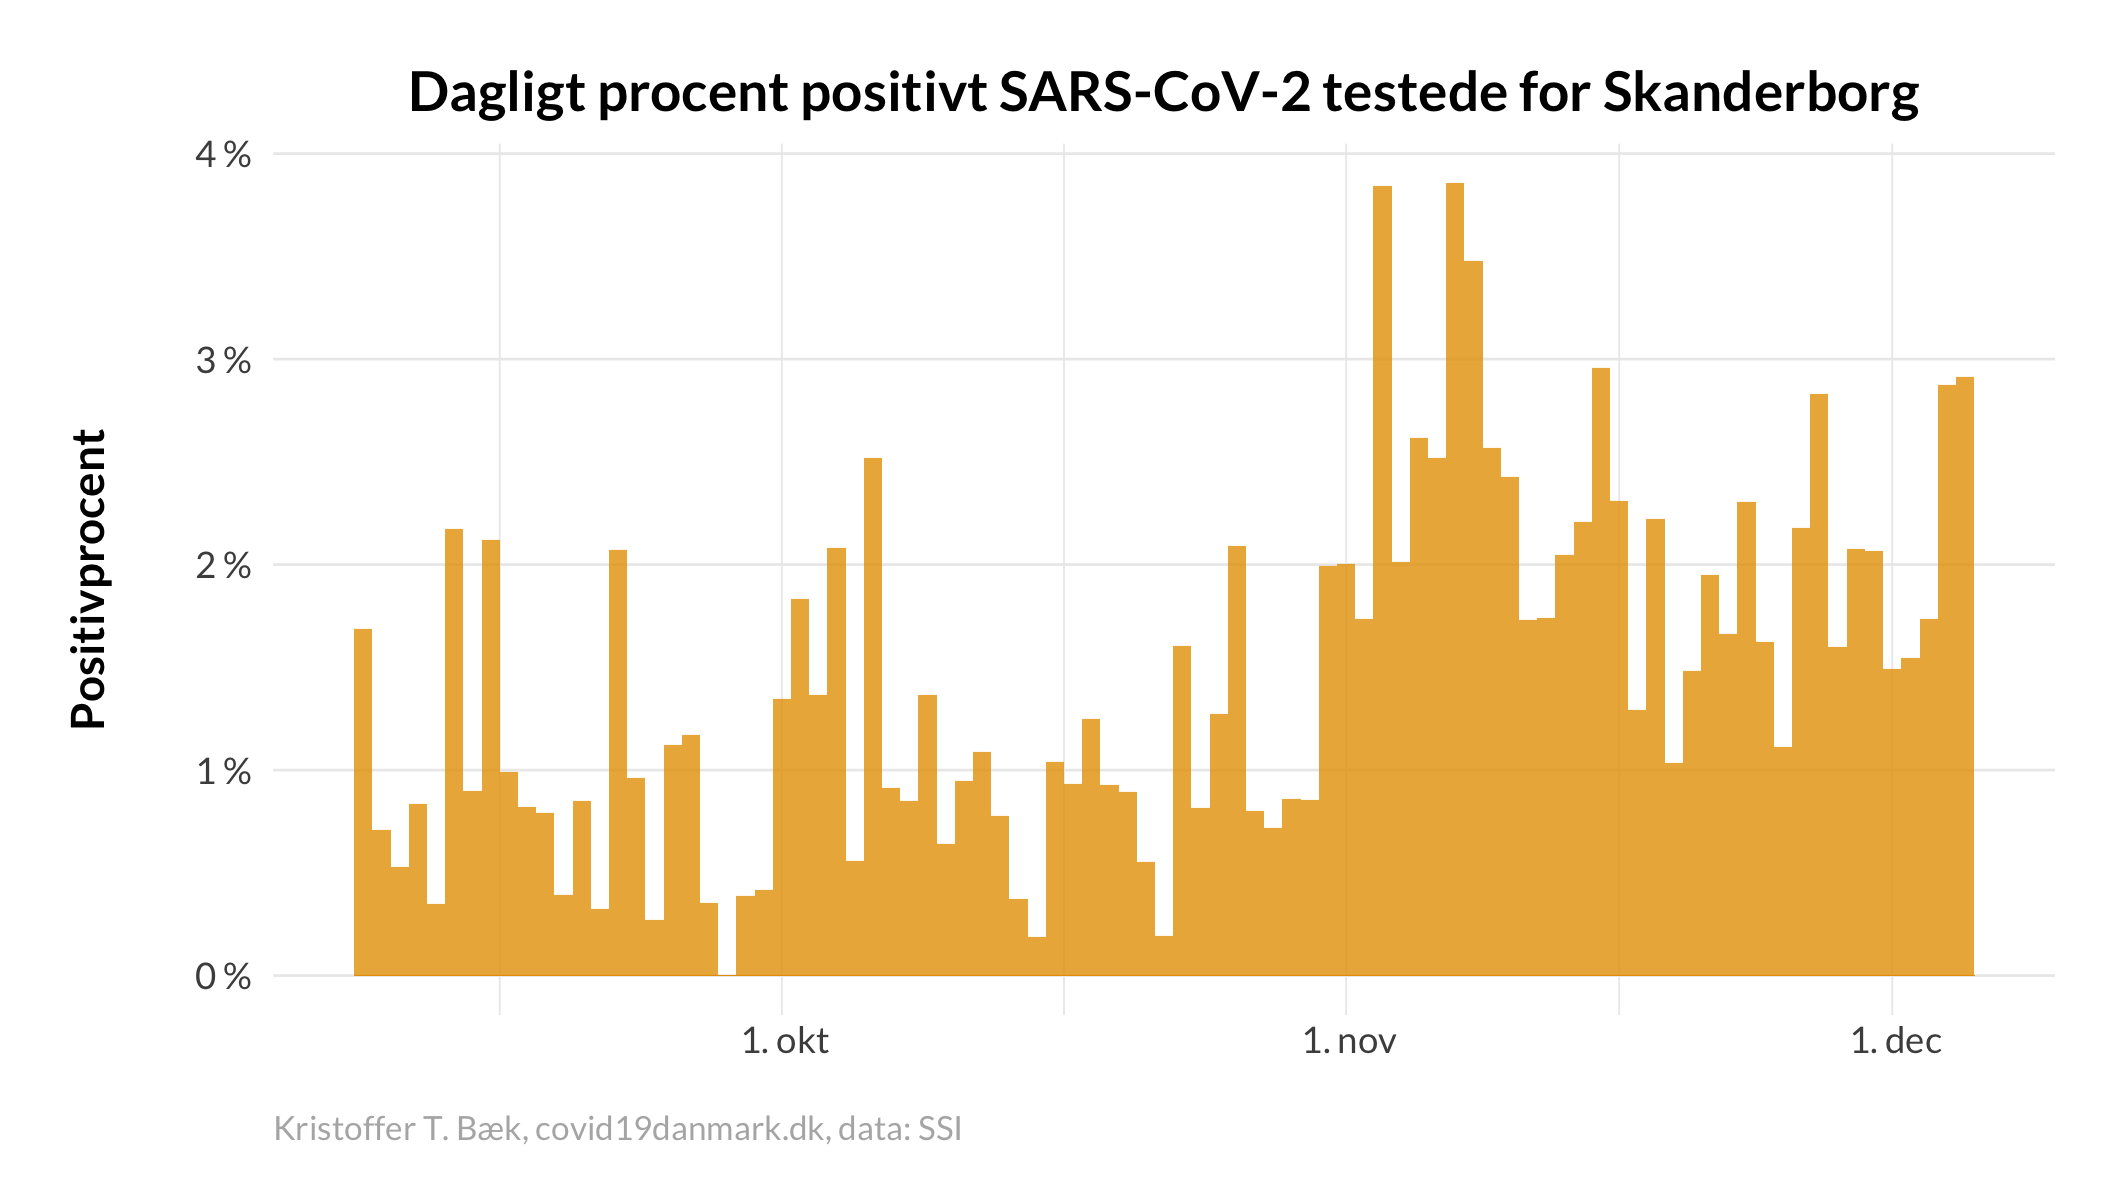 Dagligt procent positivt SARS-CoV-2 testede for Skanderborg
Positivprocent
4 %
3 %
2 %
1 %
0 %
1. okt
1. nov
1. dec
Kristoffer T. Bæk, covid19danmark.dk, data: SSI